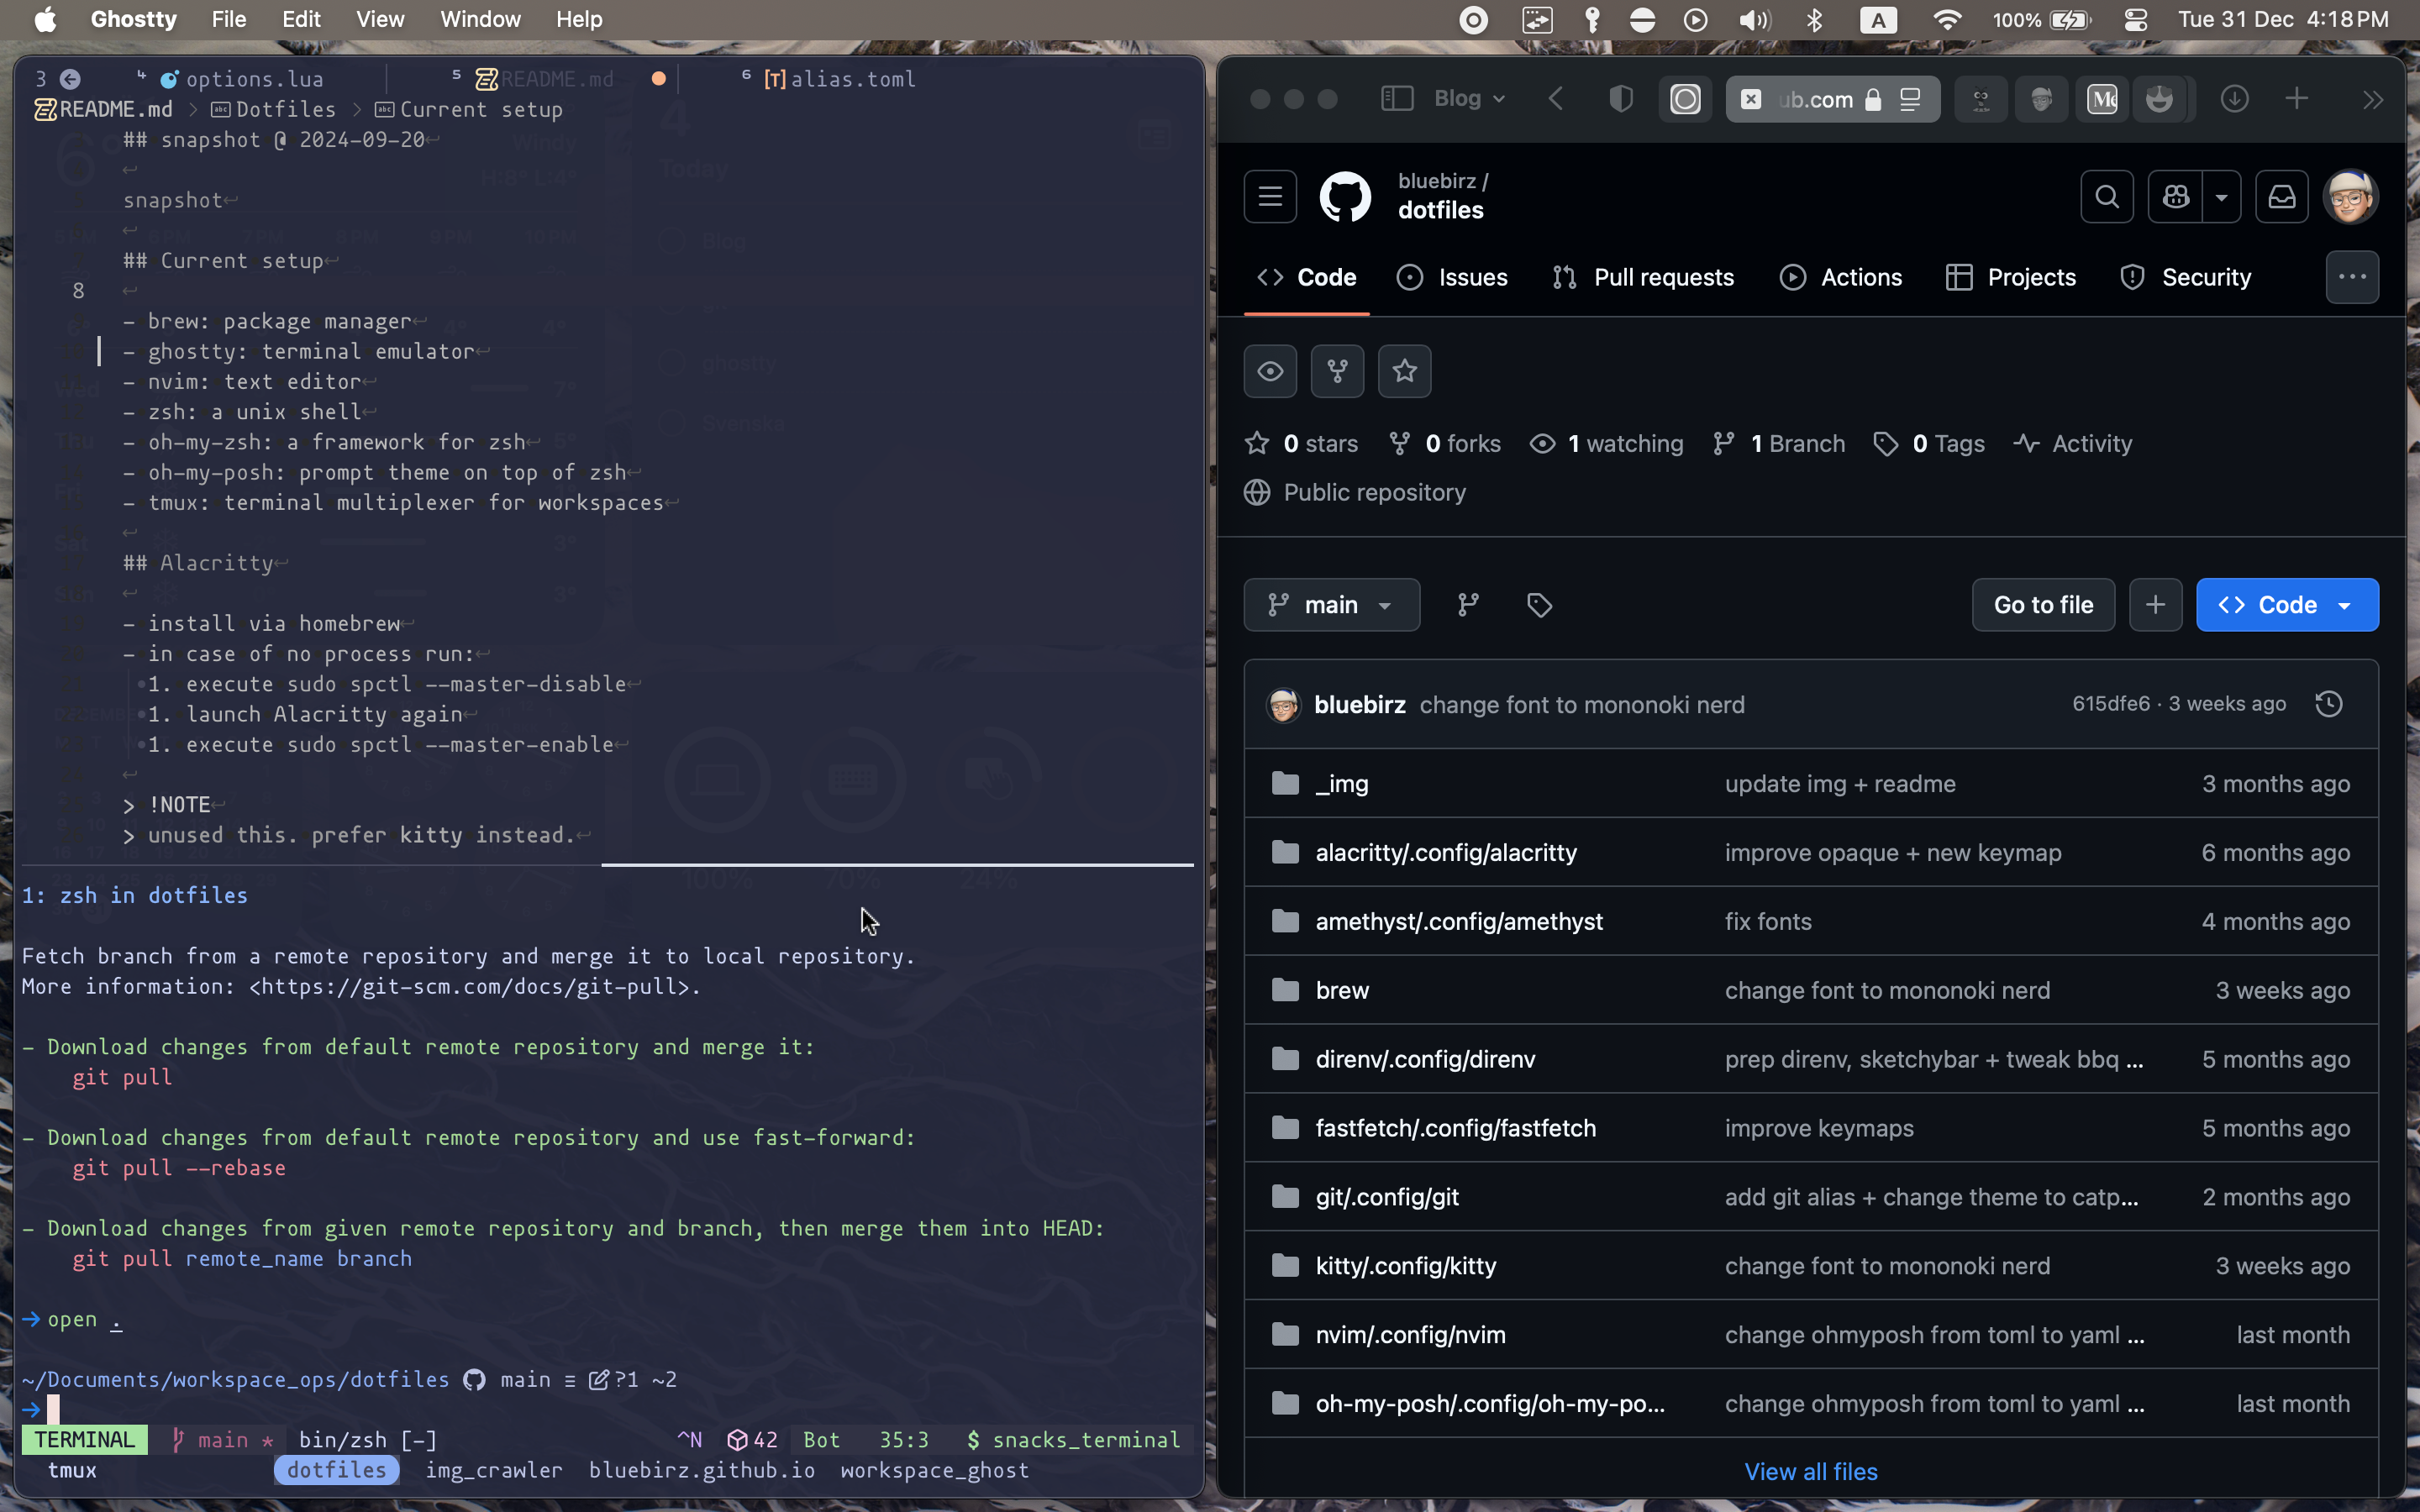 Ghostty File Edit View Window Help
A 100% Tue 31 Dec 4:18 PM
3 4 options.lua 5 README.md 6 [T] alias.toml
README.md > Dotfiles > Current setup
## snapshot @ 2024-09-20
snapshot
## Current setup
8
- brew: package manager
- ghostty: terminal emulator
- nvim: text editor
- zsh: a unix shell
- oh-my-zsh: a framework for zsh
- oh-my-posh: prompt theme on top of zsh
- tmux: terminal multiplexer for workspaces
## Alacritty
- install via homebrew
- in case of no process run:
1. execute sudo spctl --master-disable
1. launch Alacritty again
1. execute sudo spctl --master-enable
> !NOTE
> unused this. prefer kitty instead.
1: zsh in dotfiles
Fetch branch from a remote repository and merge it to local repository.
More information: <https://git-scm.com/docs/git-pull>.
- Download changes from default remote repository and merge it:
git pull
- Download changes from default remote repository and use fast-forward:
git pull --rebase
- Download changes from given remote repository and branch, then merge them into HEAD:
git pull remote_name branch
→ open .
~/Documents/workspace_ops/dotfiles main ≡ ?1 ~2
→
TERMINAL main * bin/zsh [-] ^N 42 Bot 35:3 $ snacks_terminal
tmux dotfiles img_crawler bluebirz.github.io workspace_ghost
Blog ub.com
bluebirz /
dotfiles
Code Issues Pull requests Actions Projects Security
0 stars 0 forks 1 watching 1 Branch 0 Tags Activity
Public repository
main Go to file Code
bluebirz change font to mononoki nerd 615dfe6 · 3 weeks ago
_img update img + readme 3 months ago
alacritty/.config/alacritty improve opaque + new keymap 6 months ago
amethyst/.config/amethyst fix fonts 4 months ago
brew change font to mononoki nerd 3 weeks ago
direnv/.config/direnv prep direnv, sketchybar + tweak bbq ... 5 months ago
fastfetch/.config/fastfetch improve keymaps 5 months ago
git/.config/git add git alias + change theme to catp... 2 months ago
kitty/.config/kitty change font to mononoki nerd 3 weeks ago
nvim/.config/nvim change ohmyposh from toml to yaml ... last month
oh-my-posh/.config/oh-my-po... change ohmyposh from toml to yaml ... last month
View all files